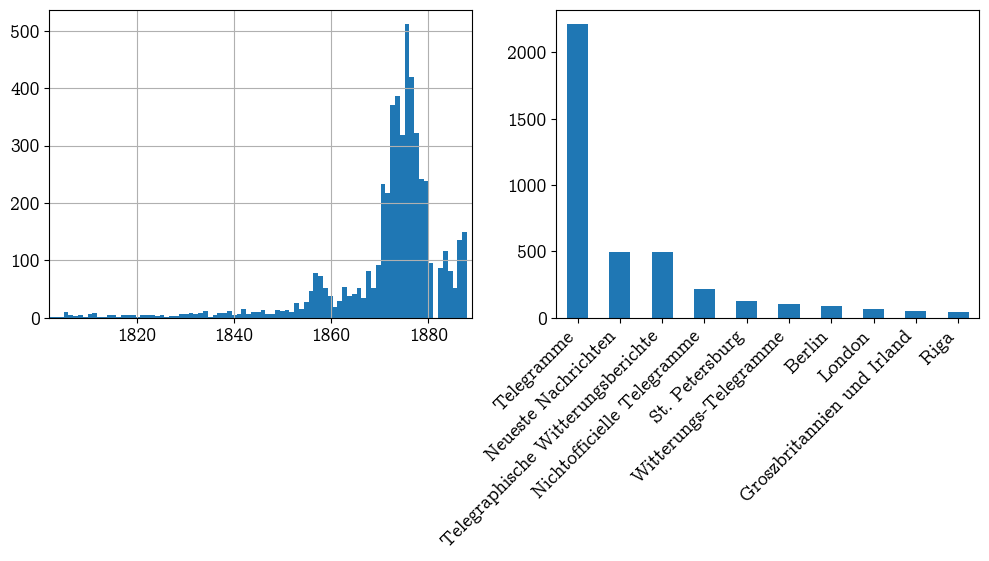 500
400
300
200
100
0
1820
1840
1860
1880
2000
1500
1000
500
0
Telegramme
Neueste Nachrichten
Telegraphische Witterungsberichte
Nichtofficielle Telegramme
St. Petersburg
Witterungs-Telegramme
Berlin
London
Groszbritannien und Irland
Riga